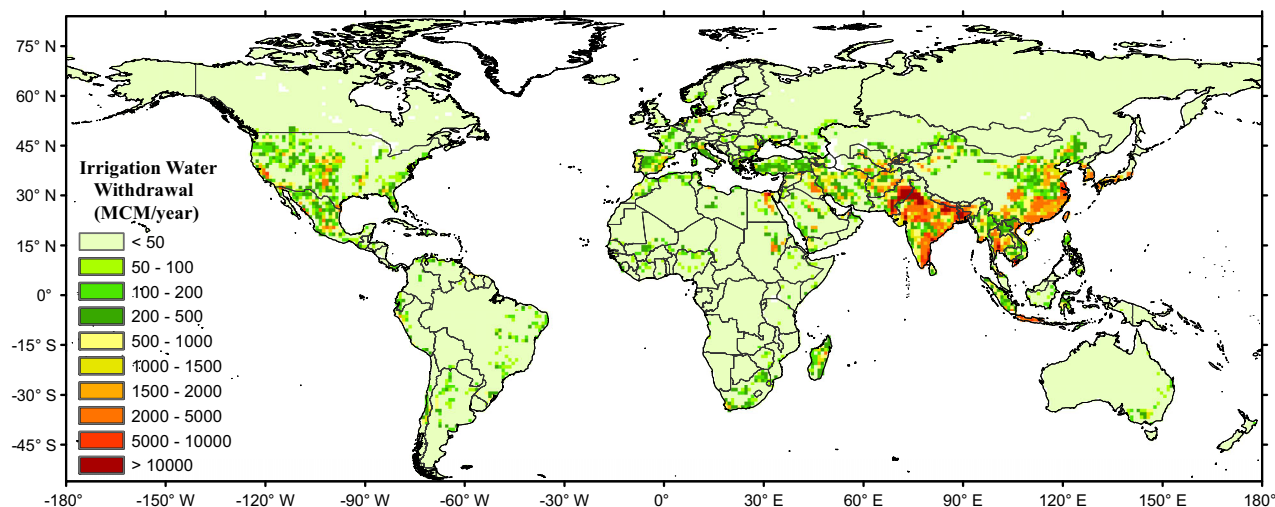 75° N
60° N
45° N
30° N
15° N
0°
-15° S
-30° S
-45° S
Irrigation Water
Withdrawal
(MCM/year)
< 50
50 - 100
100 - 200
200 - 500
500 - 1000
1000 - 1500
1500 - 2000
2000 - 5000
5000 - 10000
> 10000
-180° W -150° W -120° W -90° W -60° W -30° W 0° 30° E 60° E 90° E 120° E 150° E 180° E